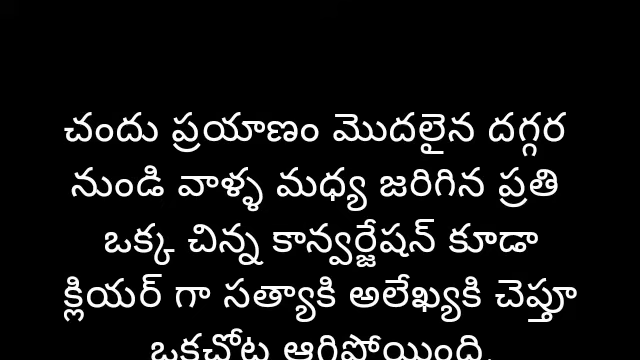 చందు ప్రయాణం మొదలైన దగ్గర
నుండి వాళ్ళ మధ్య జరిగిన ప్రతి
ఒక్క చిన్న కాన్వర్జేషన్ కూడా
క్లియర్ గా సత్యాకి అలేఖ్యకి చెప్తూ
ఒకచోట ఆగిపోయింది.